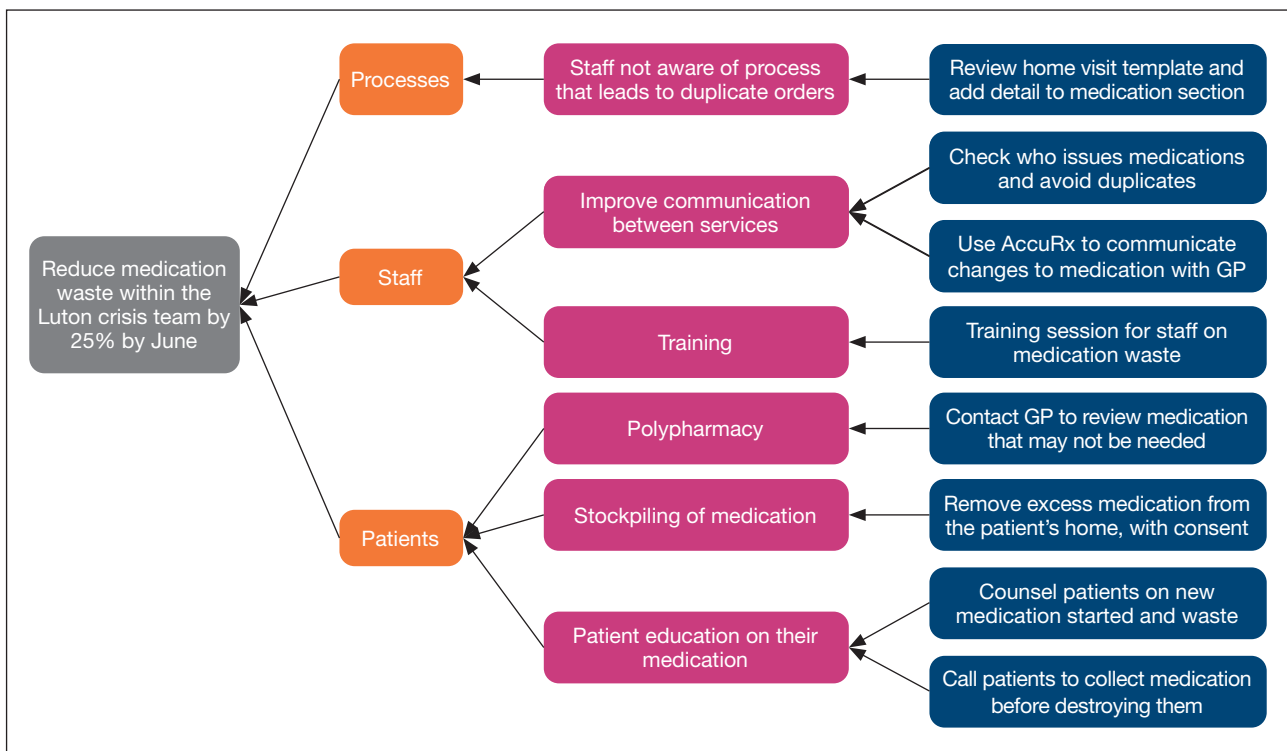 Reduce medication
waste within the
Luton crisis team by
25% by June
Processes
Staff
Patients
Staff not aware of process
that leads to duplicate orders
Improve communication
between services
Training
Polypharmacy
Stockpiling of medication
Patient education on their
medication
Review home visit template and
add detail to medication section
Check who issues medications
and avoid duplicates
Use AccuRx to communicate
changes to medication with GP
Training session for staff on
medication waste
Contact GP to review medication
that may not be needed
Remove excess medication from
the patient’s home, with consent
Counsel patients on new
medication started and waste
Call patients to collect medication
before destroying them